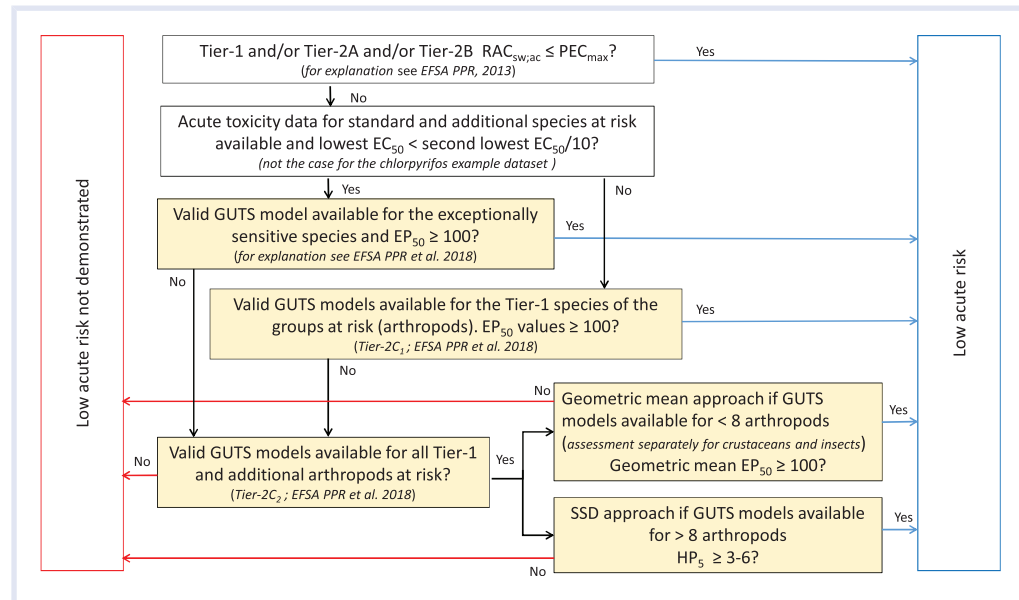 Low acute risk not demonstrated
Tier-1 and/or Tier-2A and/or Tier-2B RACsw;ac ≤ PECmax?
(for explanation see EFSA PPR, 2013)
Yes
No
Acute toxicity data for standard and additional species at risk
available and lowest EC50 < second lowest EC50/10?
(not the case for the chlorpyrifos example dataset )
Yes
No
Valid GUTS model available for the exceptionally
sensitive species and EP50 ≥ 100?
(for explanation see EFSA PPR et al. 2018)
Yes
No
Valid GUTS models available for the Tier-1 species of the
groups at risk (arthropods). EP50 values ≥ 100?
(Tier-2C1 ; EFSA PPR et al. 2018)
Yes
No
Valid GUTS models available for all Tier-1
and additional arthropods at risk?
(Tier-2C2 ; EFSA PPR et al. 2018)
No
Yes
No
Geometric mean approach if GUTS
models available for < 8 arthropods
(assessment separately for crustaceans and insects)
Geometric mean EP50 ≥ 100?
Yes
SSD approach if GUTS models available
for > 8 arthropods
HP5 ≥ 3-6?
Yes
No
Low acute risk